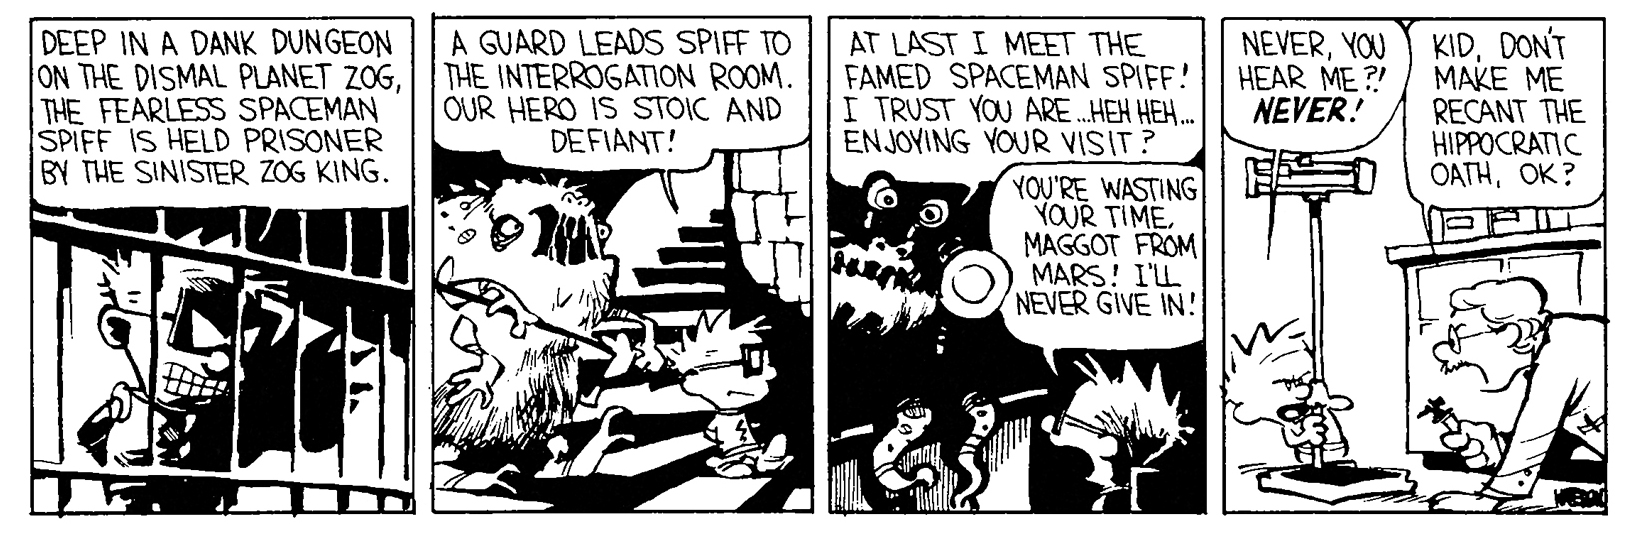 DEEP IN A DANK DUNGEON
ON THE DISMAL PLANET ZOG,
THE FEARLESS SPACEMAN
SPIFF IS HELD PRISONER
BY THE SINISTER ZOG KING.
A GUARD LEADS SPIFF TO
THE INTERROGATION ROOM.
OUR HERO IS STOIC AND
DEFIANT!
AT LAST I MEET THE
FAMED SPACEMAN SPIFF!
I TRUST YOU ARE...HEH HEH...
ENJOYING YOUR VISIT?
YOU'RE WASTING
YOUR TIME,
MAGGOT FROM
MARS! I'LL
NEVER GIVE IN!
NEVER, YOU
HEAR ME?!
NEVER!
KID, DON'T
MAKE ME
RECANT THE
HIPPOCRATIC
OATH, OK?